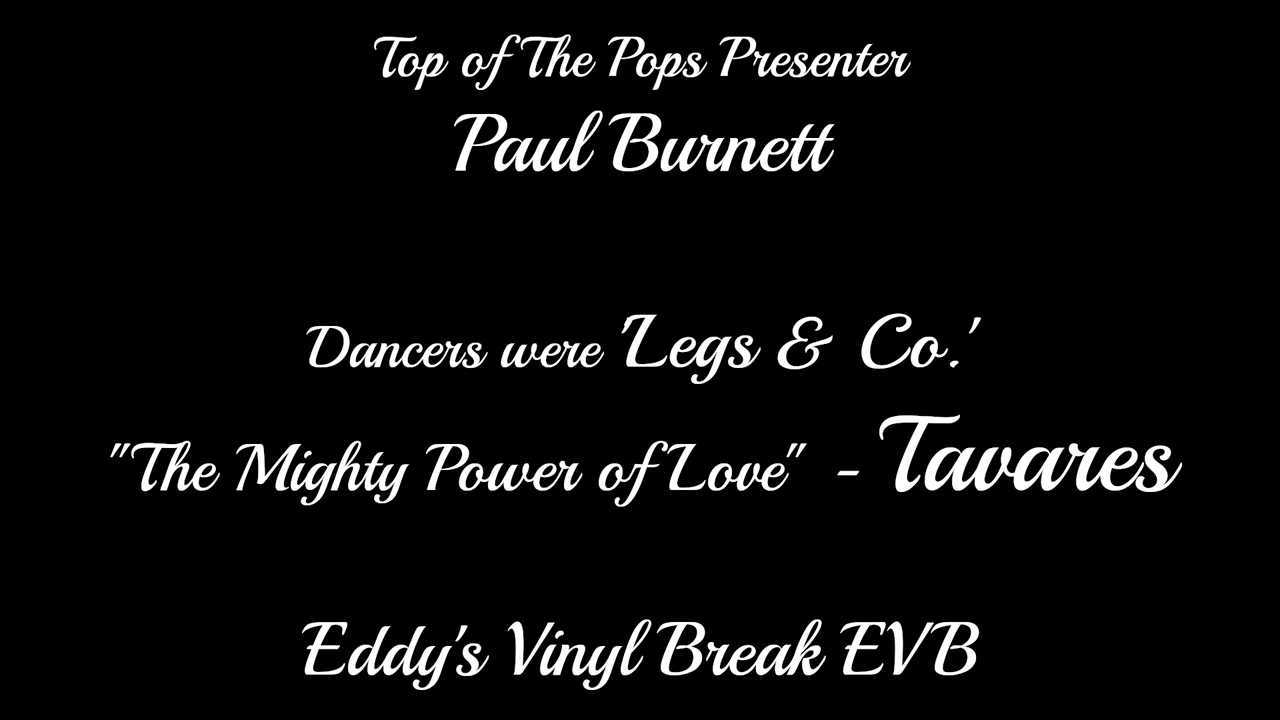 Top of The Pops Presenter
Paul Burnett
Dancers were 'Legs & Co.'
"The Mighty Power of Love" - Tavares
Eddy's Vinyl Break EVB